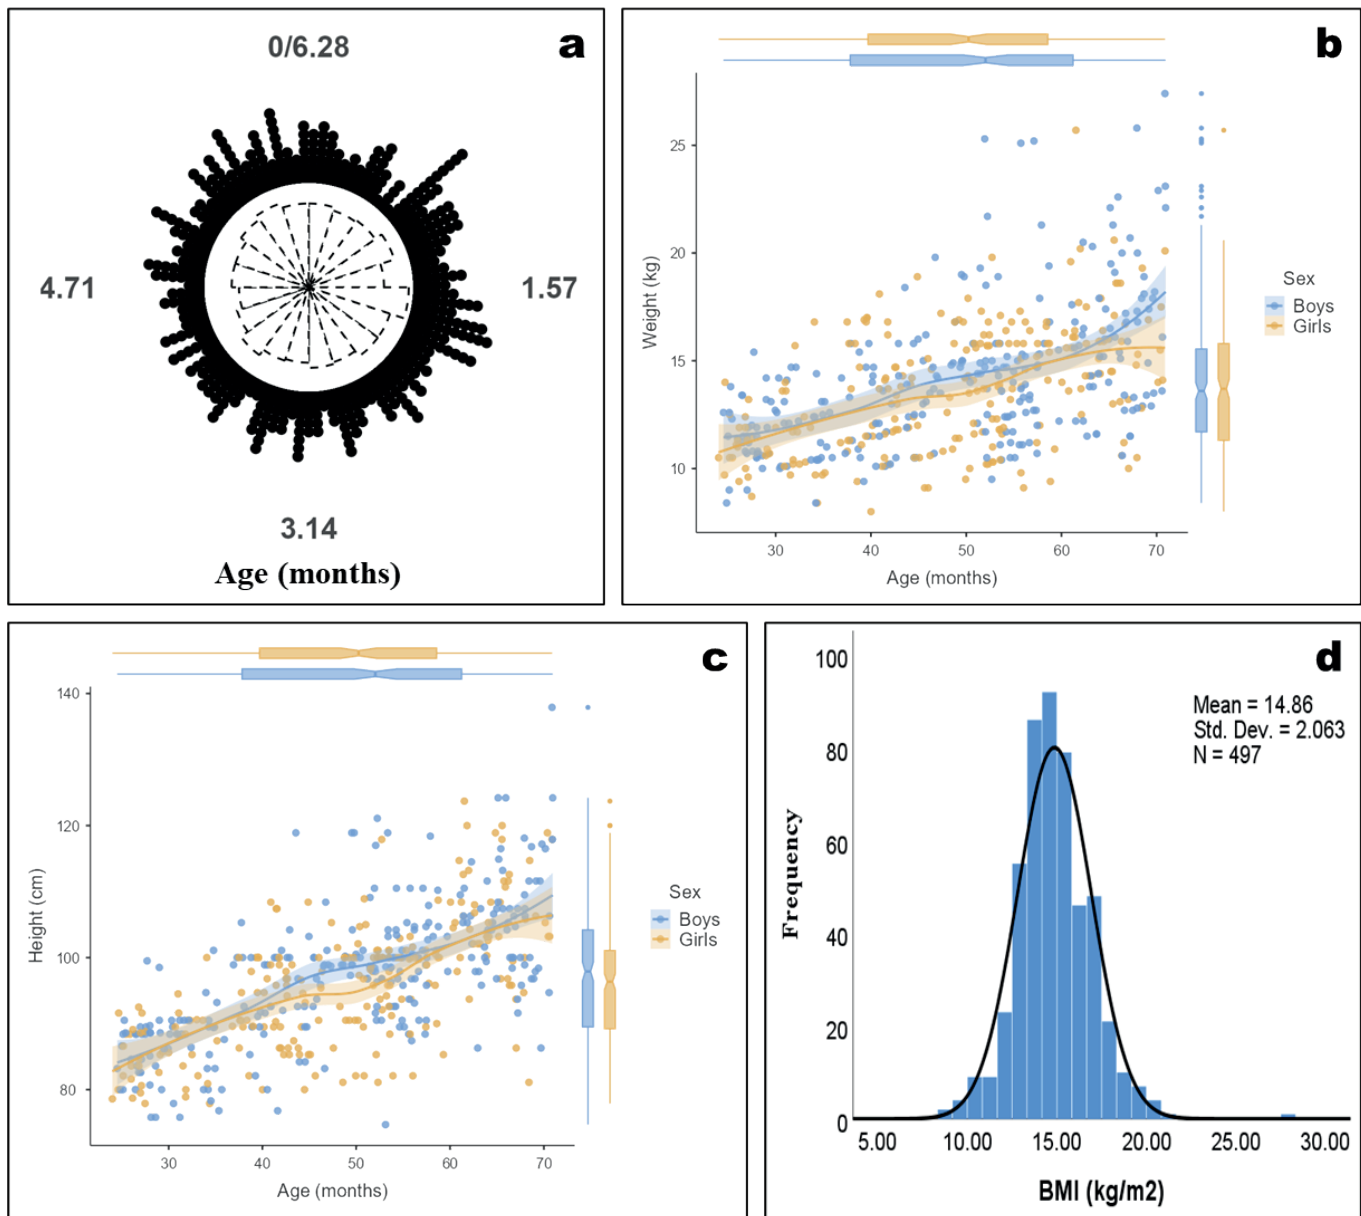 a
0/6.28
4.71
1.57
3.14
Age (months)
b
25
20
15
10
Weight (kg)
30 40 50 60 70
Age (months)
Sex
Boys
Girls
c
140
120
100
80
Height (cm)
30 40 50 60 70
Age (months)
Sex
Boys
Girls
d
Mean = 14.86
Std. Dev. = 2.063
N = 497
100
80
60
40
20
0
Frequency
5.00 10.00 15.00 20.00 25.00 30.00
BMI (kg/m2)